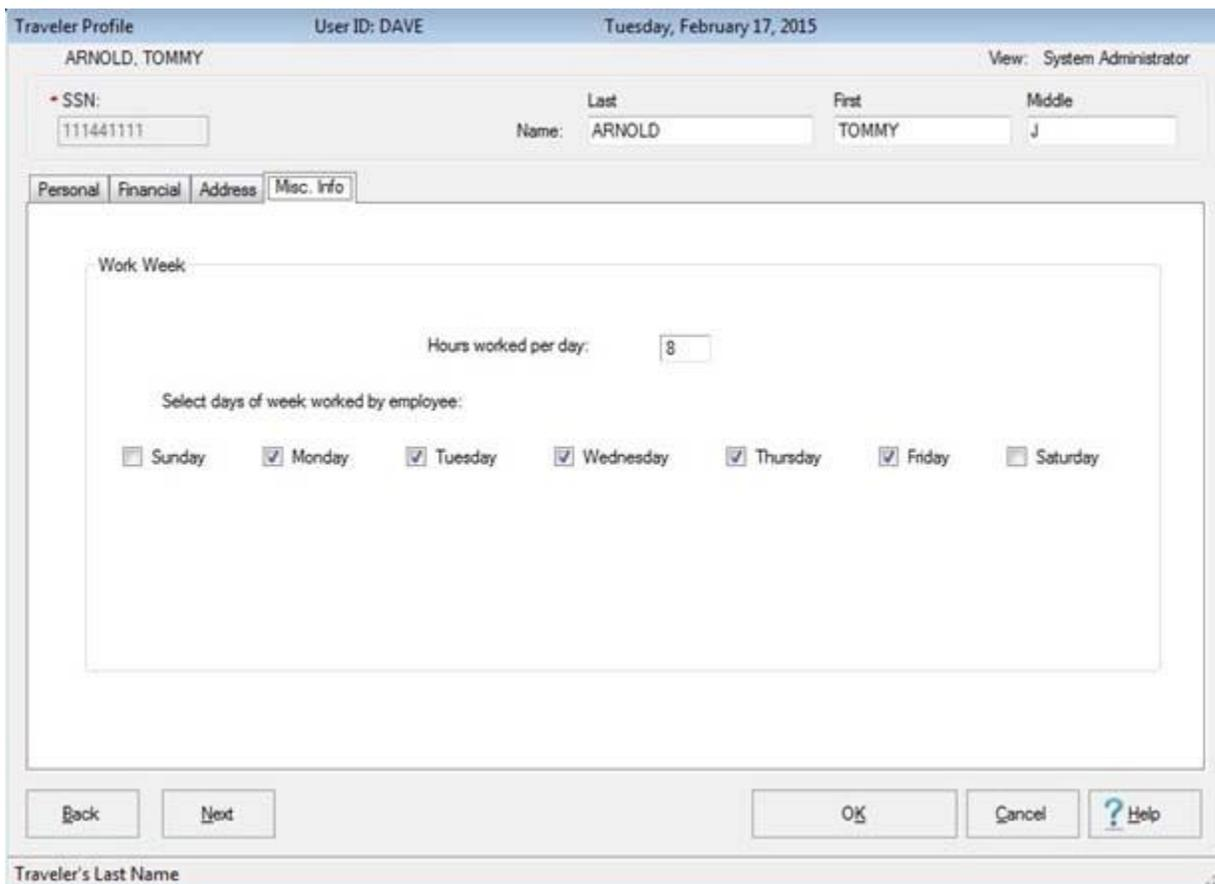 Traveler Profile User ID: DAVE Tuesday, February 17, 2015
ARNOLD, TOMMY View: System Administrator
* SSN: Last First Middle
111441111 Name: ARNOLD TOMMY J
Personal Financial Address Misc. Info
Work Week
Hours worked per day: 8
Select days of week worked by employee:
Sunday Monday Tuesday Wednesday Thursday Friday Saturday
Back Next OK Cancel ? Help
Traveler's Last Name